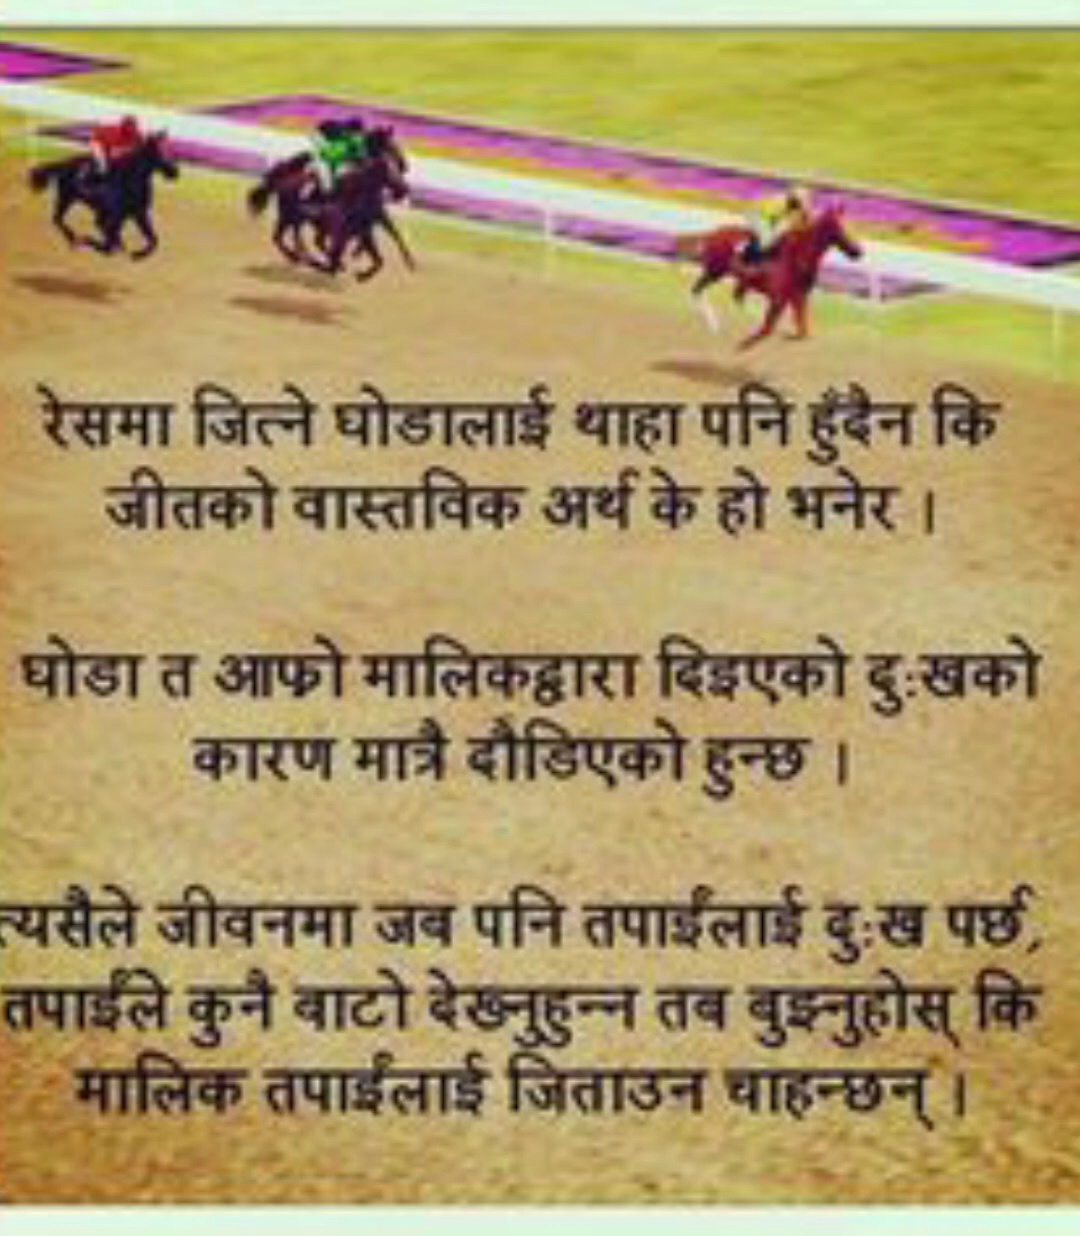 रेसमा जित्ने घोडालाई थाहा पनि हुँदैन कि
जीतको वास्तविक अर्थ के हो भनेर ।
घोडा त आफ्नो मालिकद्वारा दिइएको दुःखको
कारण मात्रै दौडिएको हुन्छ ।
त्यसैले जीवनमा जब पनि तपाईंलाई दुःख पर्छ,
तपाईंले कुनै बाटो देख्नुहुन्न तब बुझ्नुहोस् कि
मालिक तपाईंलाई जिताउन चाहन्छन् ।